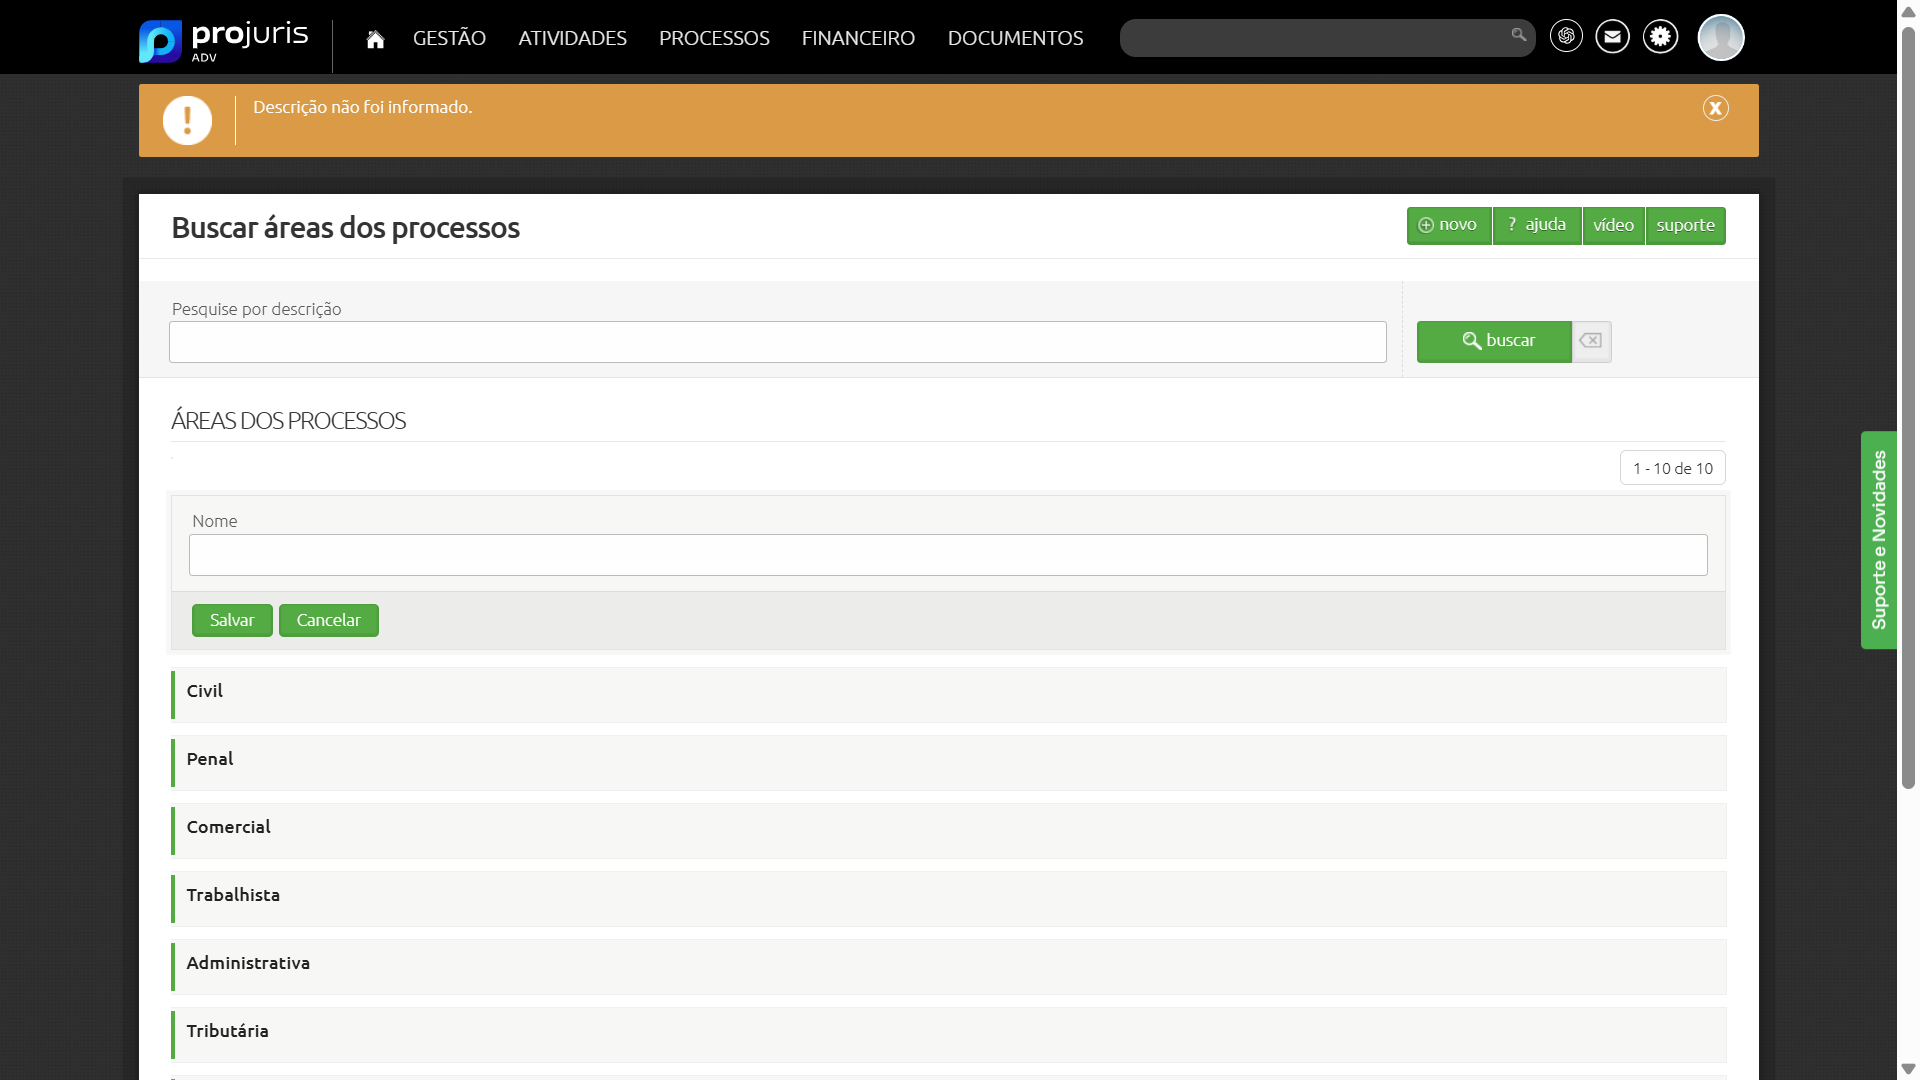 projuris
ADV
GESTÃO
ATIVIDADES
PROCESSOS
FINANCEIRO
DOCUMENTOS
Descrição não foi informado.
Buscar áreas dos processos
novo
? ajuda
vídeo
suporte
Pesquise por descrição
buscar
ÁREAS DOS PROCESSOS
1 - 10 de 10
Nome
Salvar
Cancelar
Civil
Penal
Comercial
Trabalhista
Administrativa
Tributária
Suporte e Novidades